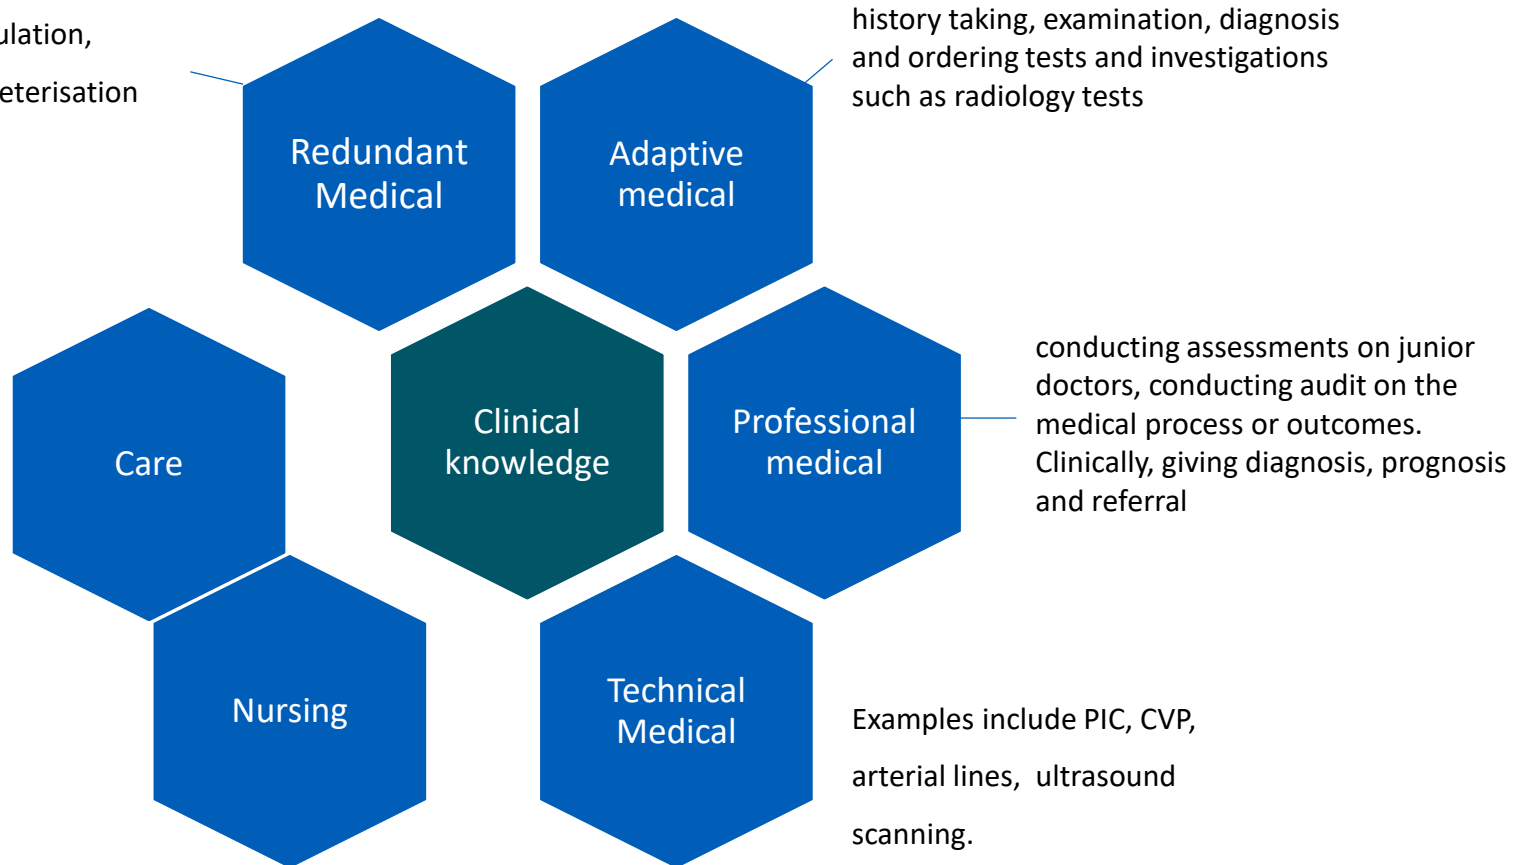 ulation,
eterisation
history taking, examination, diagnosis
and ordering tests and investigations
such as radiology tests
Redundant
Medical
Adaptive
medical
conducting assessments on junior
doctors, conducting audit on the
medical process or outcomes.
Clinically, giving diagnosis, prognosis
and referral
Care
Clinical
knowledge
Professional
medical
Nursing
Technical
Medical
Examples include PIC, CVP,
arterial lines, ultrasound
scanning.